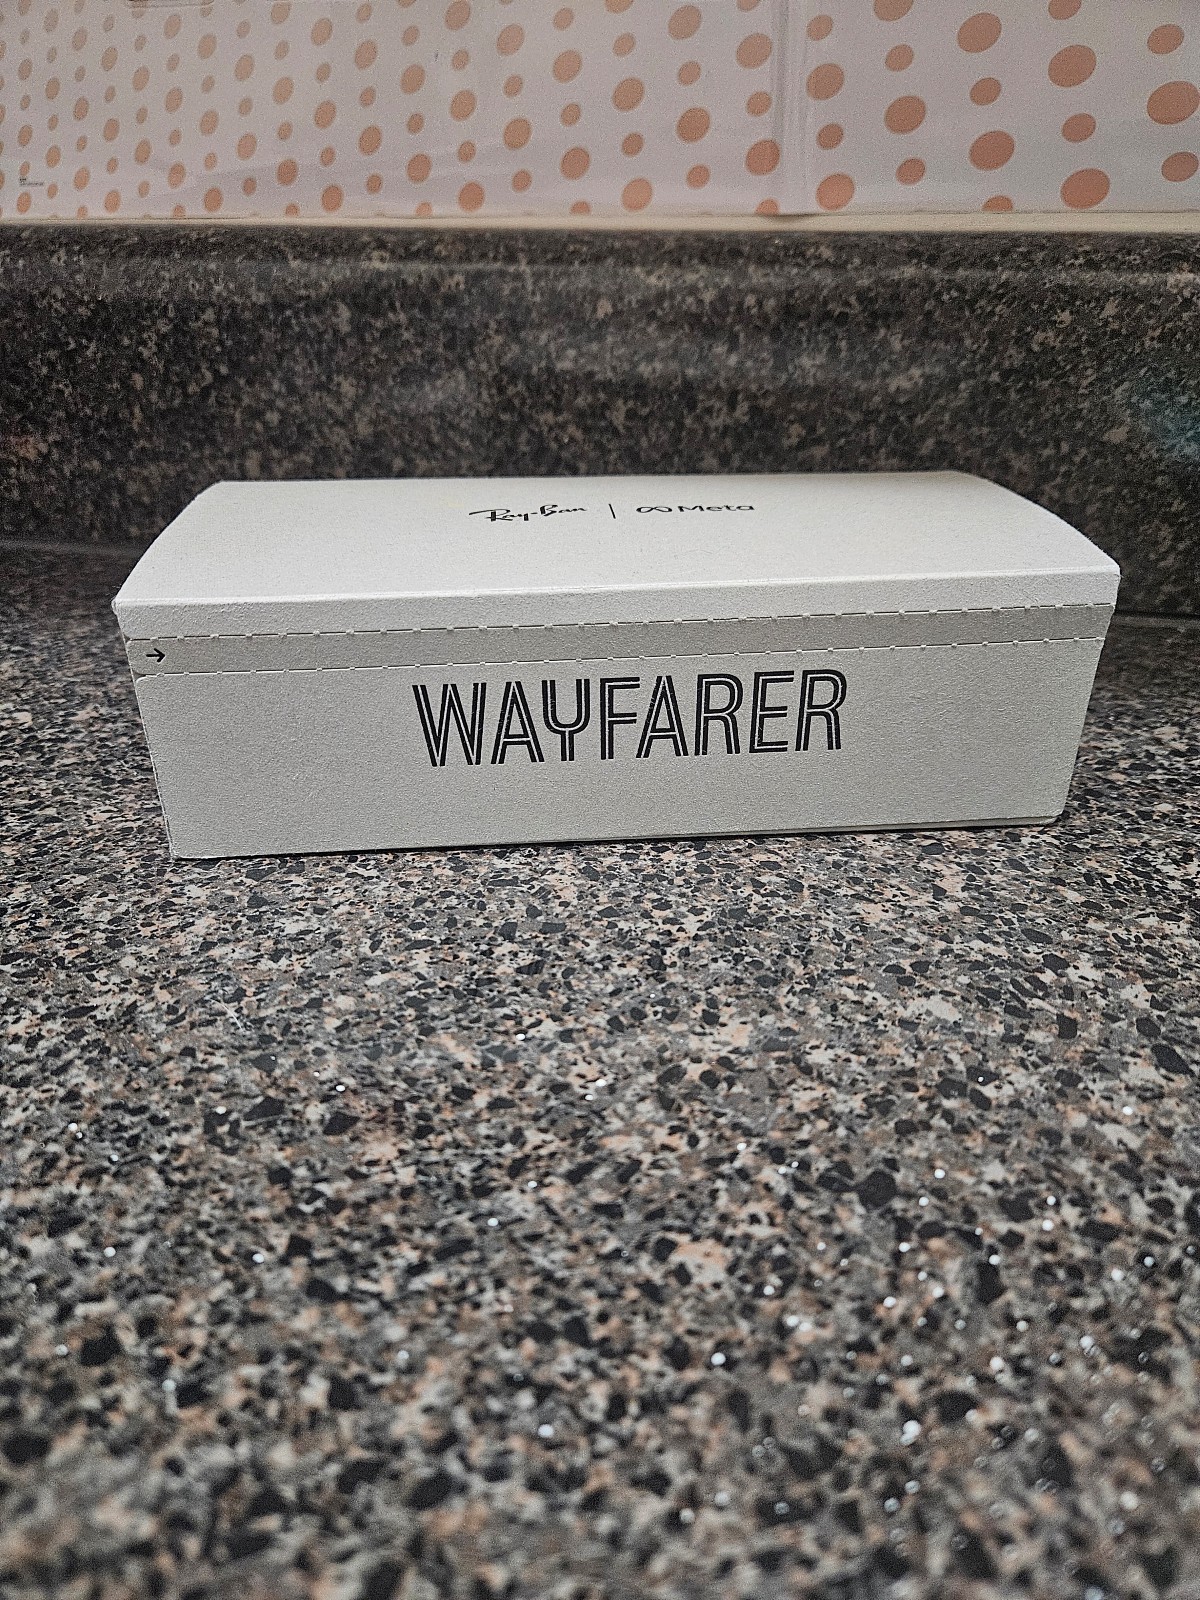 Ray-Ban | Meta
→
WAYFARER